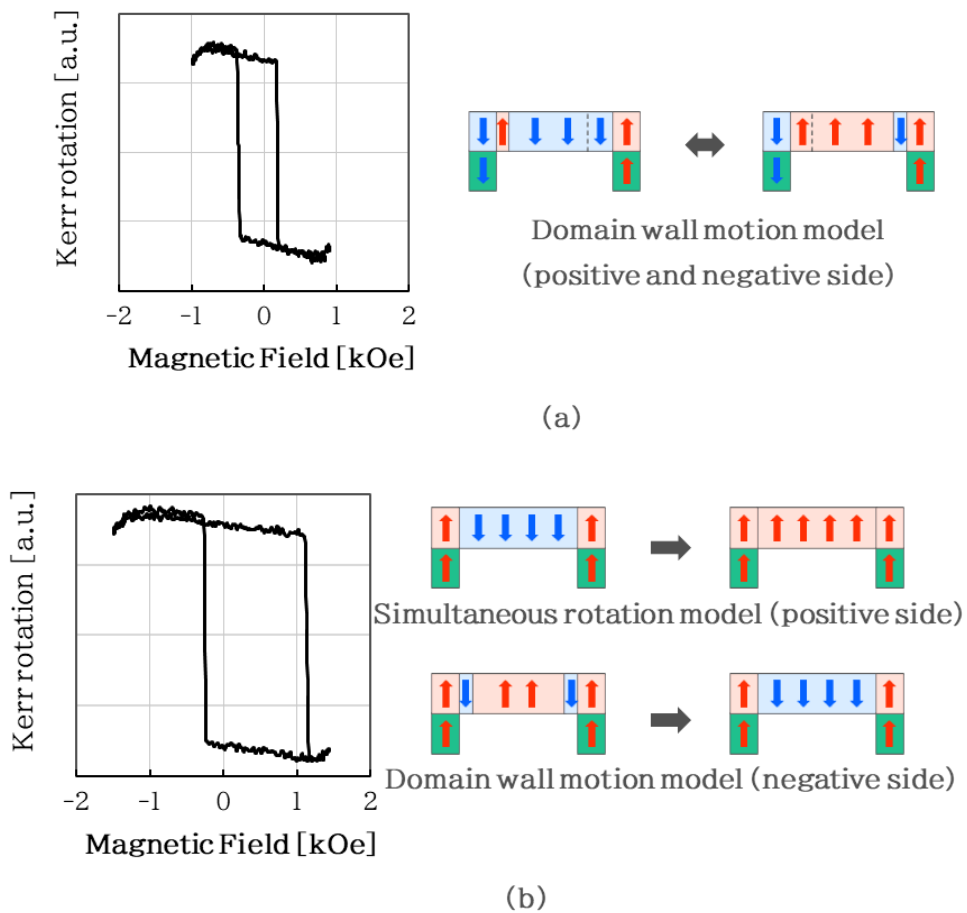 Kerr rotation [a.u.]
-2 -1 0 1 2
Magnetic Field [kOe]
Domain wall motion model
(positive and negative side)
(a)
Kerr rotation [a.u.]
-2 -1 0 1 2
Magnetic Field [kOe]
Simultaneous rotation model (positive side)
Domain wall motion model (negative side)
(b)